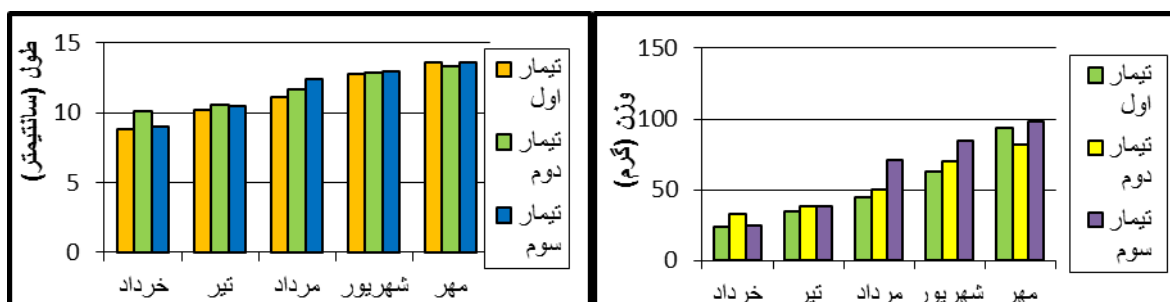 طول (سانتیمتر)
15
10
5
0
خرداد
تیر
مرداد
شهریور
مهر
تیمار
اول
تیمار
دوم
تیمار
سوم
وزن (گرم)
150
100
50
0
خرداد
تیر
مرداد
شهریور
مهر
تیمار
اول
تیمار
دوم
تیمار
سوم